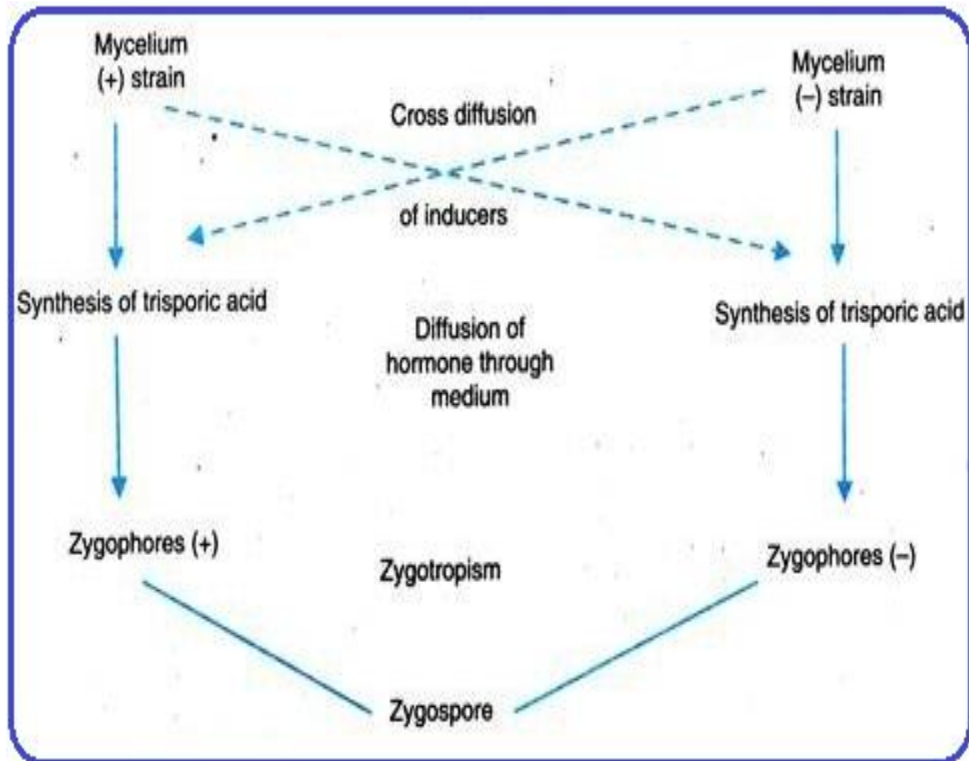 Mycelium
(+) strain
Mycelium
(–) strain
Cross diffusion
of inducers
Synthesis of trisporic acid
Synthesis of trisporic acid
Diffusion of
hormone through
medium
Zygophores (+)
Zygotropism
Zygophores (–)
Zygospore